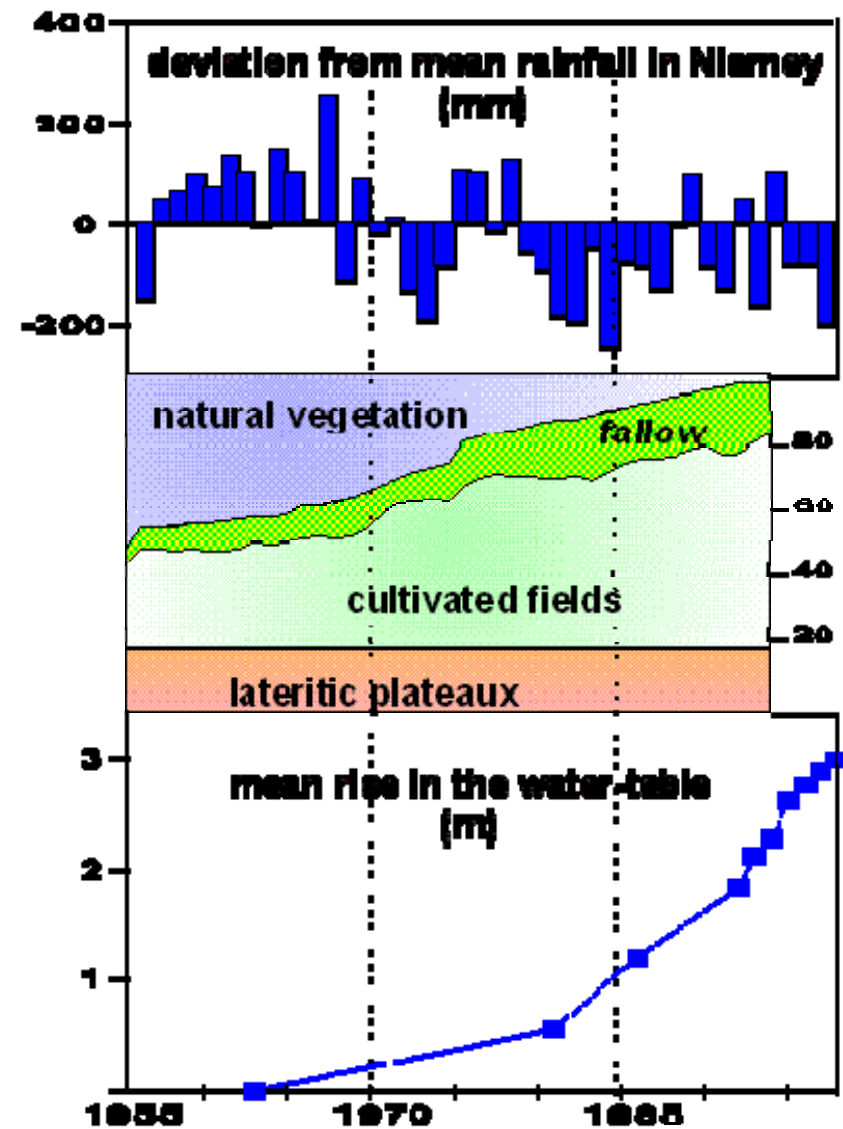 400
deviation from mean rainfall in Niamey
(mm)
200
0
-200
natural vegetation
fallow
80
60
cultivated fields
40
20
lateritic plateaux
3
mean rise in the water-table
(m)
2
1
1955 1970 1985